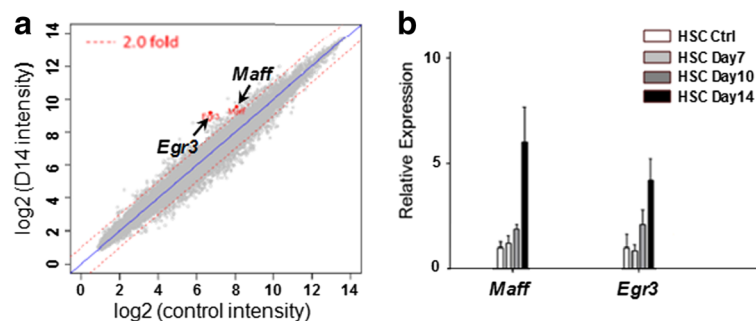 a
14
12
10
8
6
4
2
0
2.0 fold
Maff
Egr3
log2 (D14 intensity)
0 2 4 6 8 10 12 14
log2 (control intensity)
b
HSC Ctrl
HSC Day7
HSC Day10
HSC Day14
10
5
0
Relative Expression
Maff Egr3